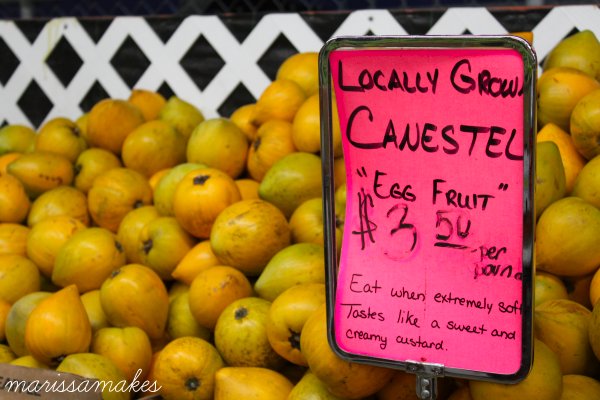 LOCALLY GROWN
CANESTEL
"EGG FRUIT"
$3.50
-per
pound
Eat when extremely soft
Tastes like a sweet and
creamy custard.
marissamakes